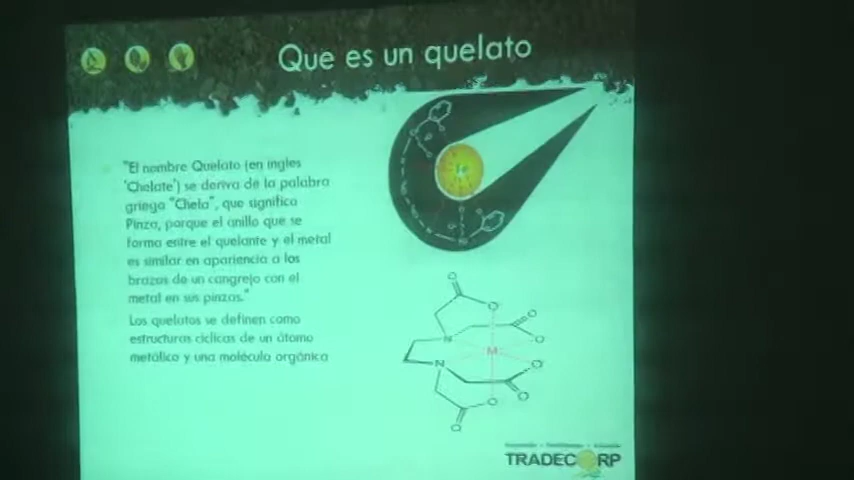 Que es un quelato
"El nombre Quelato (en ingles
'Chelate') se deriva de la palabra
griega "Chela", que significa
Pinza, porque el anillo que se
forma entre el quelante y el metal
es similar en apariencia a los
brazos de un cangrejo con el
metal en sus pinzas."
Los quelatos se definen como
estructuras cíclicas de un átomo
metálico y una molécula orgánica
Fe
O
O
O
N
O
M
N
O
O
O
O
TRADECORP